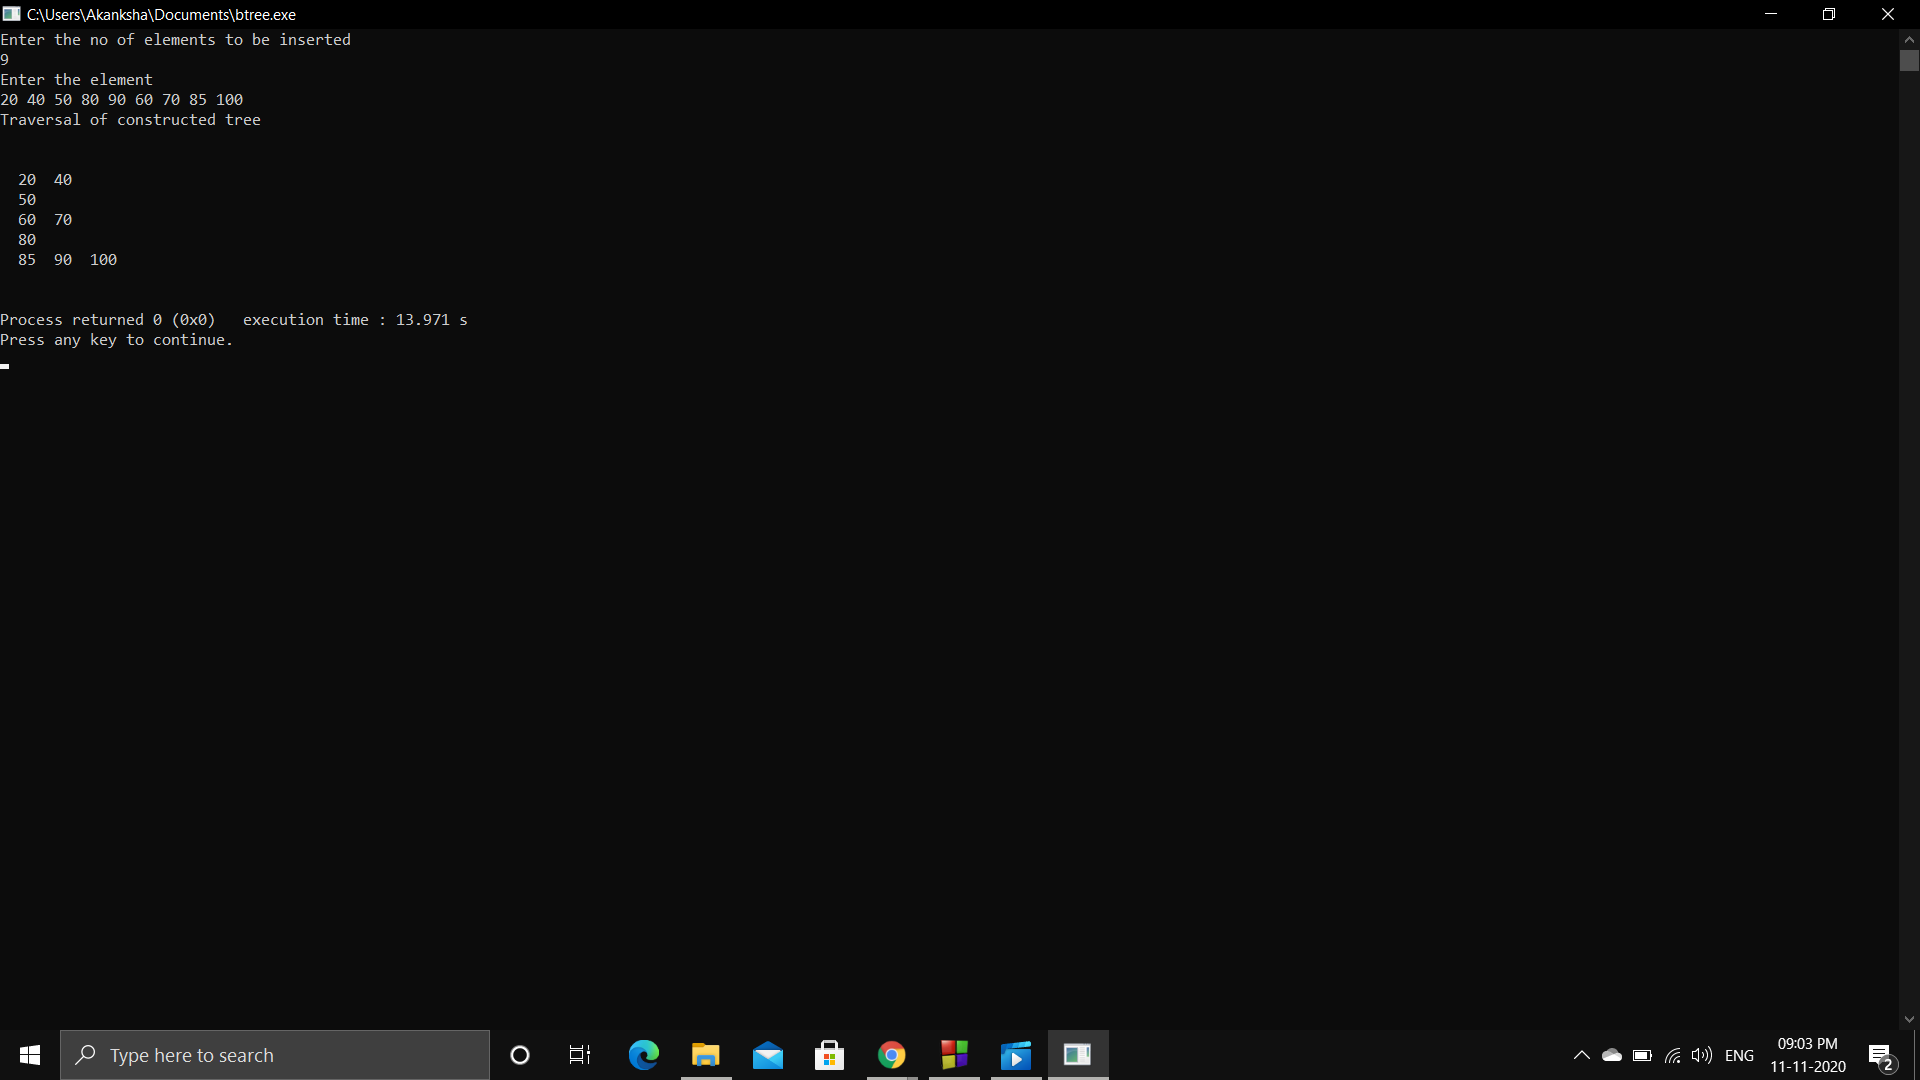 C:\Users\Akanksha\Documents\btree.exe
Enter the no of elements to be inserted
9
Enter the element
20 40 50 80 90 60 70 85 100
Traversal of constructed tree
20  40
50
60  70
80
85  90  100
Process returned 0 (0x0)   execution time : 13.971 s
Press any key to continue.
Type here to search
ENG
09:03 PM
11-11-2020
2